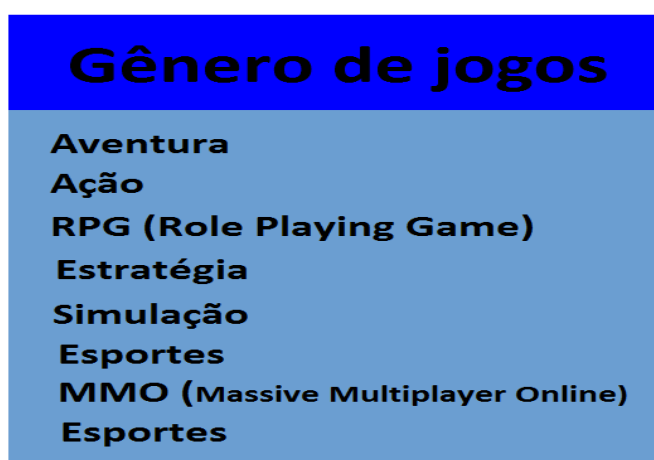 Gênero de jogos
Aventura
Ação
RPG (Role Playing Game)
Estratégia
Simulação
Esportes
MMO (Massive Multiplayer Online)
Esportes